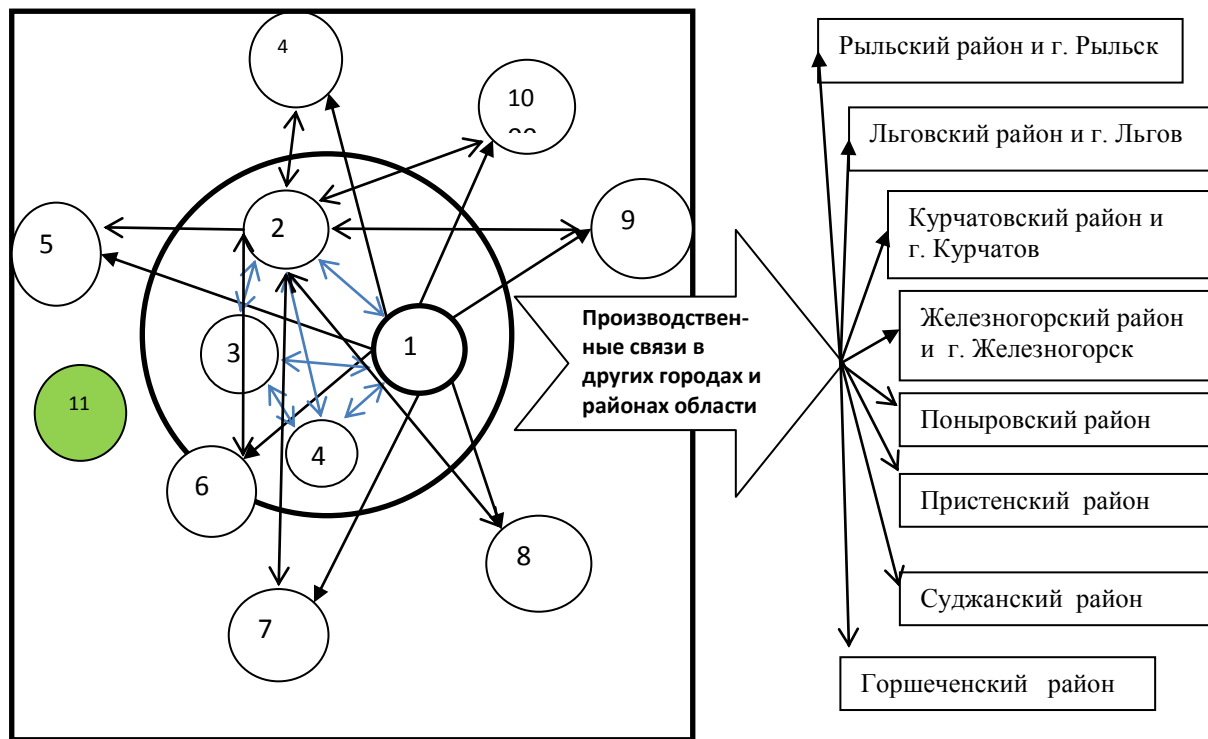 4
10
2
9
5
1
3
11
4
6
8
7
Производствен-
ные связи в
других городах и
районах области
Рыльский район и г. Рыльск
Льговский район и г. Льгов
Курчатовский район и
г. Курчатов
Железногорский район
и г. Железногорск
Поныровский район
Пристенский район
Суджанский район
Горшеченский район